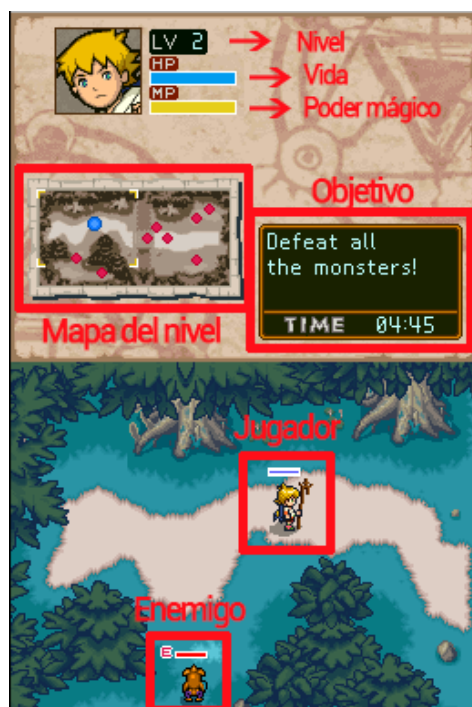 LV 2 Nivel
HP
Vida
MP
Poder mágico
Objetivo
Defeat all
the monsters!
TIME 04:45
Mapa del nivel
Jugador
Enemigo
E